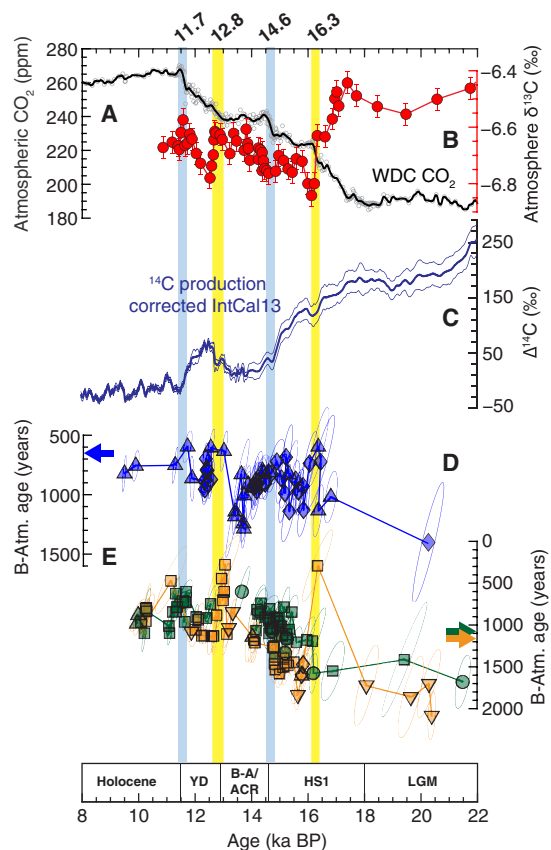 11.7 12.8 14.6 16.3
280
260
240
220
200
180
Atmospheric CO2 (ppm)
A
B
WDC CO2
−6.4
−6.6
−6.8
Atmosphere δ13C (‰)
14C production
corrected IntCal13
C
250
150
50
−50
Δ14C (‰)
500
1000
1500
B-Atm. age (years)
D
E
0
500
1000
1500
2000
B-Atm. age (years)
Holocene YD B-A/ACR HS1 LGM
8 10 12 14 16 18 20 22
Age (ka BP)